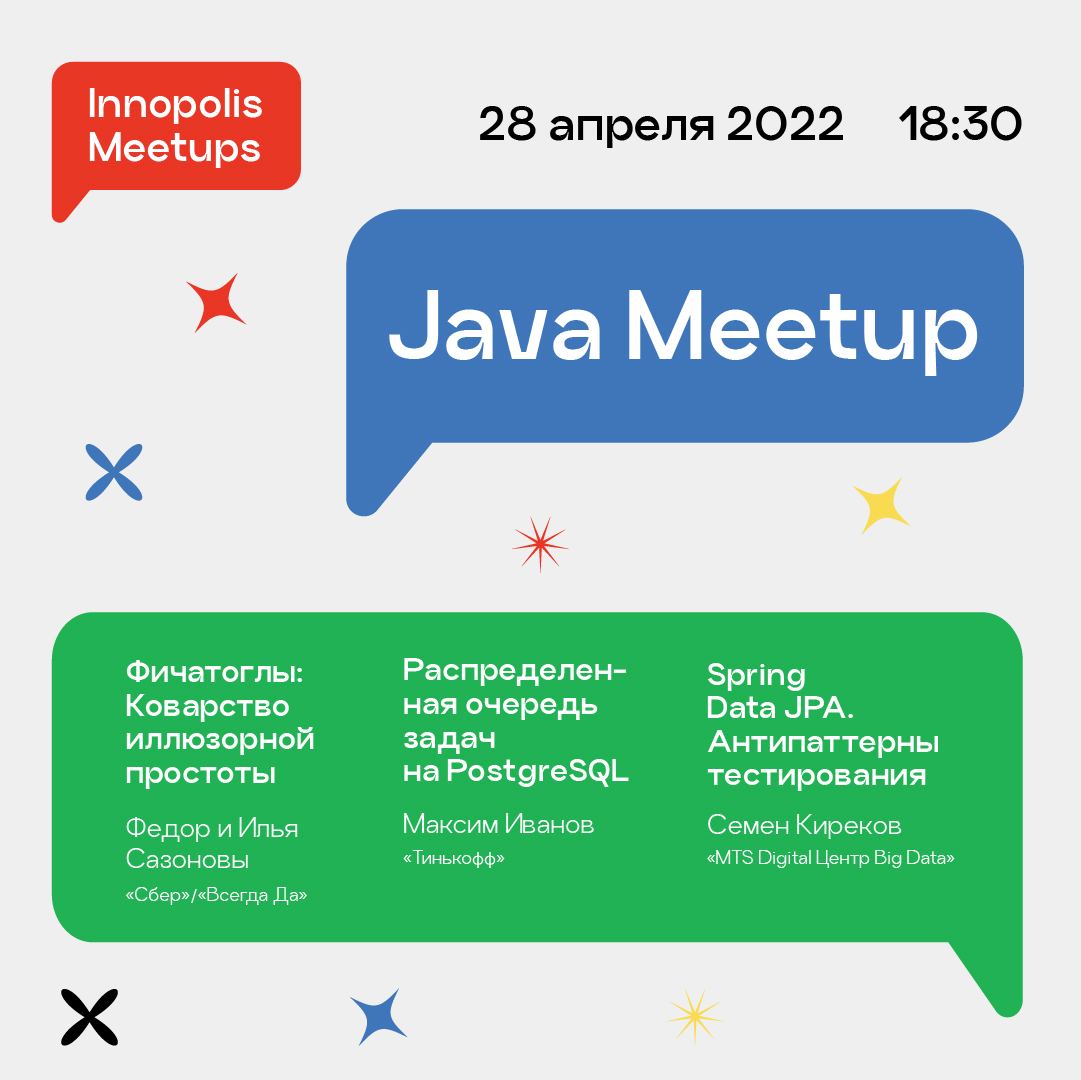 Innopolis
Meetups
28 апреля 2022 18:30
Java Meetup
Фичатоглы:
Коварство
иллюзорной
простоты
Федор и Илья
Сазоновы
«Сбер»/«Всегда Да»
Распределен-
ная очередь
задач
на PostgreSQL
Максим Иванов
«Тинькофф»
Spring
Data JPA.
Антипаттерны
тестирования
Семен Киреков
«MTS Digital Центр Big Data»